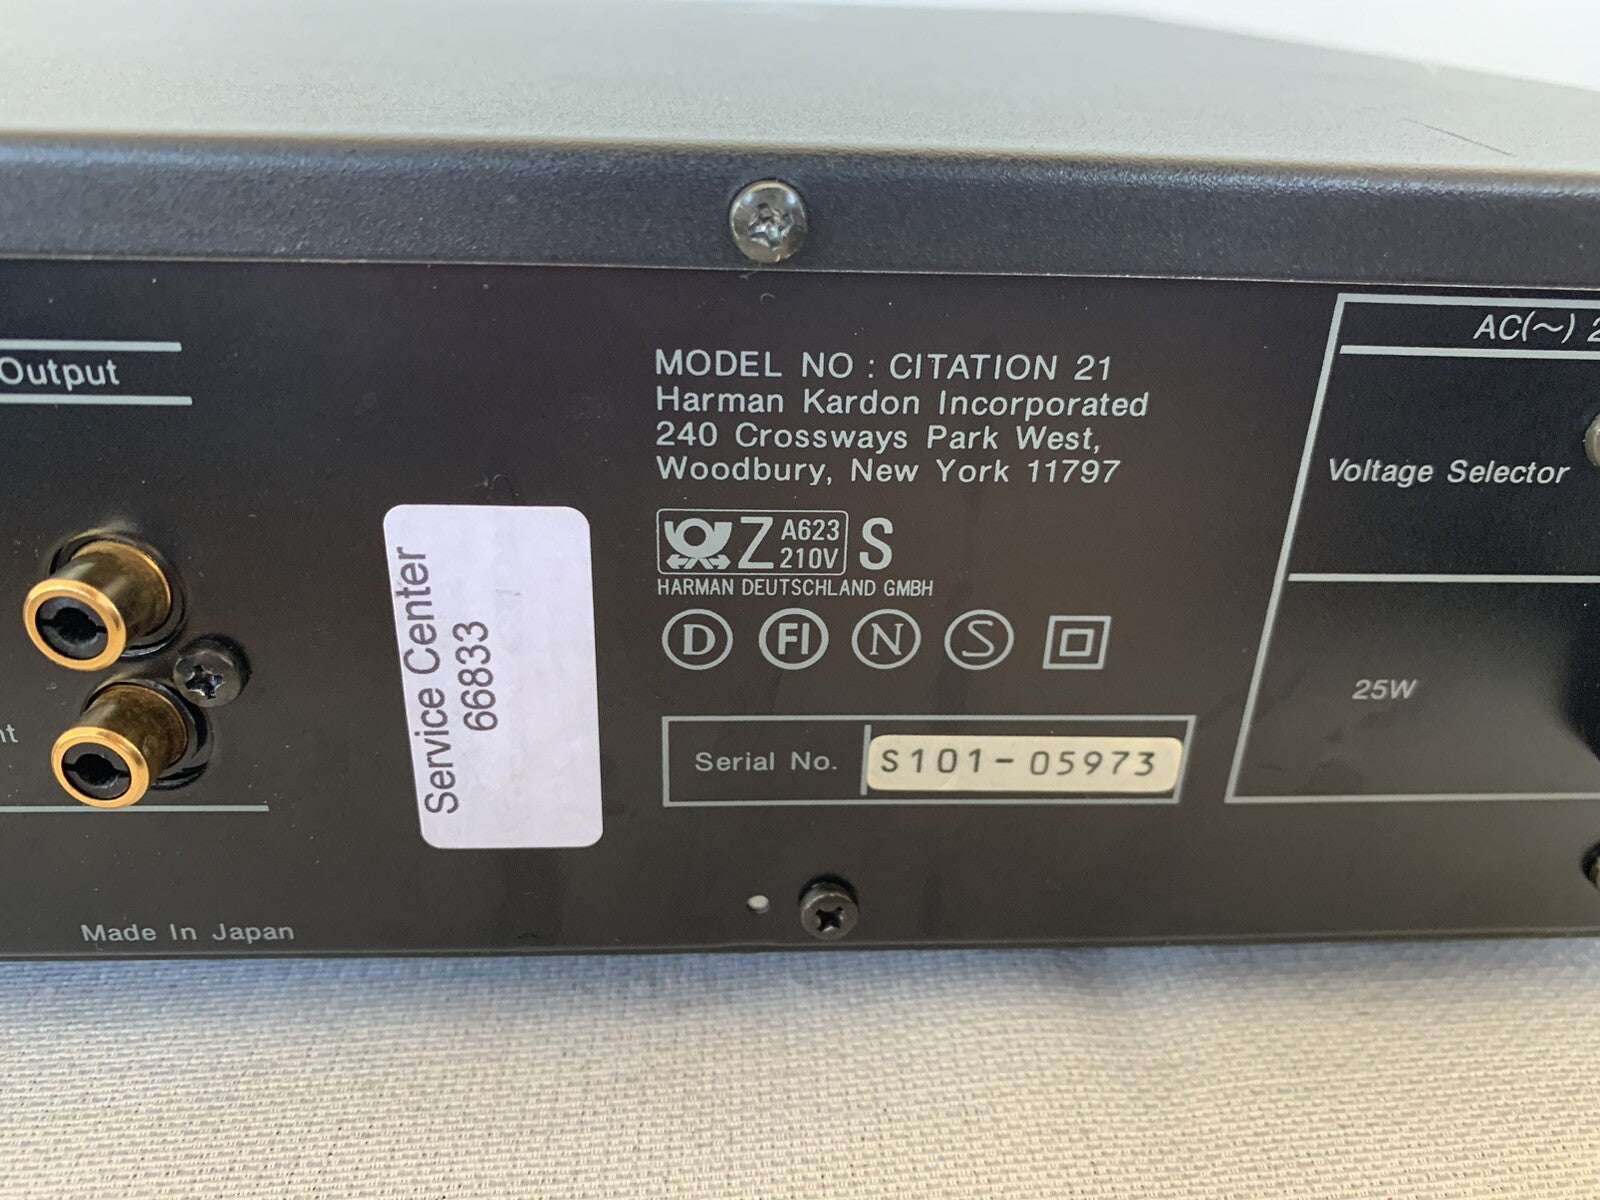 Output
MODEL NO : CITATION 21
Harman Kardon Incorporated
240 Crossways Park West,
Woodbury, New York 11797
Z A623 210V S
HARMAN DEUTSCHLAND GMBH
D FI N S
Serial No. S101-05973
Service Center
66833
Made In Japan
AC(~) 2
Voltage Selector
25W